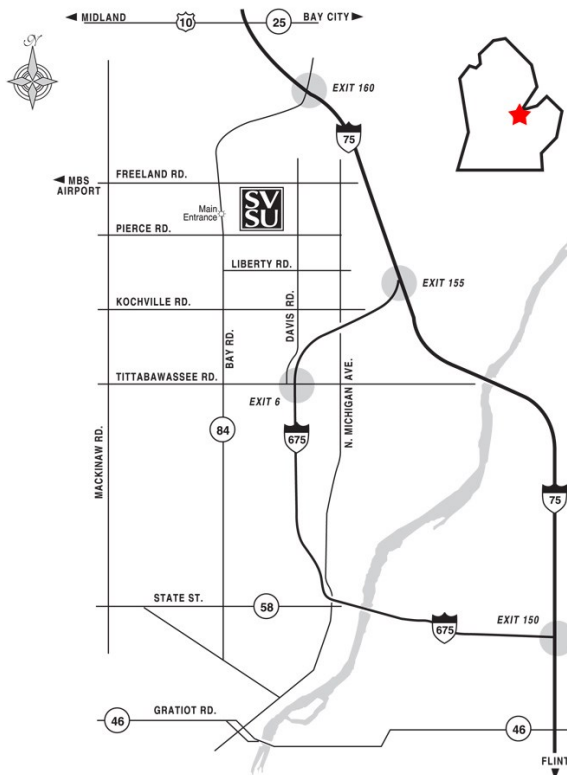 MIDLAND
10
25
BAY CITY
N
EXIT 160
75
FREELAND RD.
MBS
AIRPORT
SV
SU
Main
Entrance
PIERCE RD.
LIBERTY RD.
EXIT 155
KOCHVILLE RD.
BAY RD.
DAVIS RD.
N. MICHIGAN AVE.
TITTABAWASSEE RD.
EXIT 6
MACKINAW RD.
84
675
75
STATE ST.
58
675
EXIT 150
GRATIOT RD.
46
46
FLINT